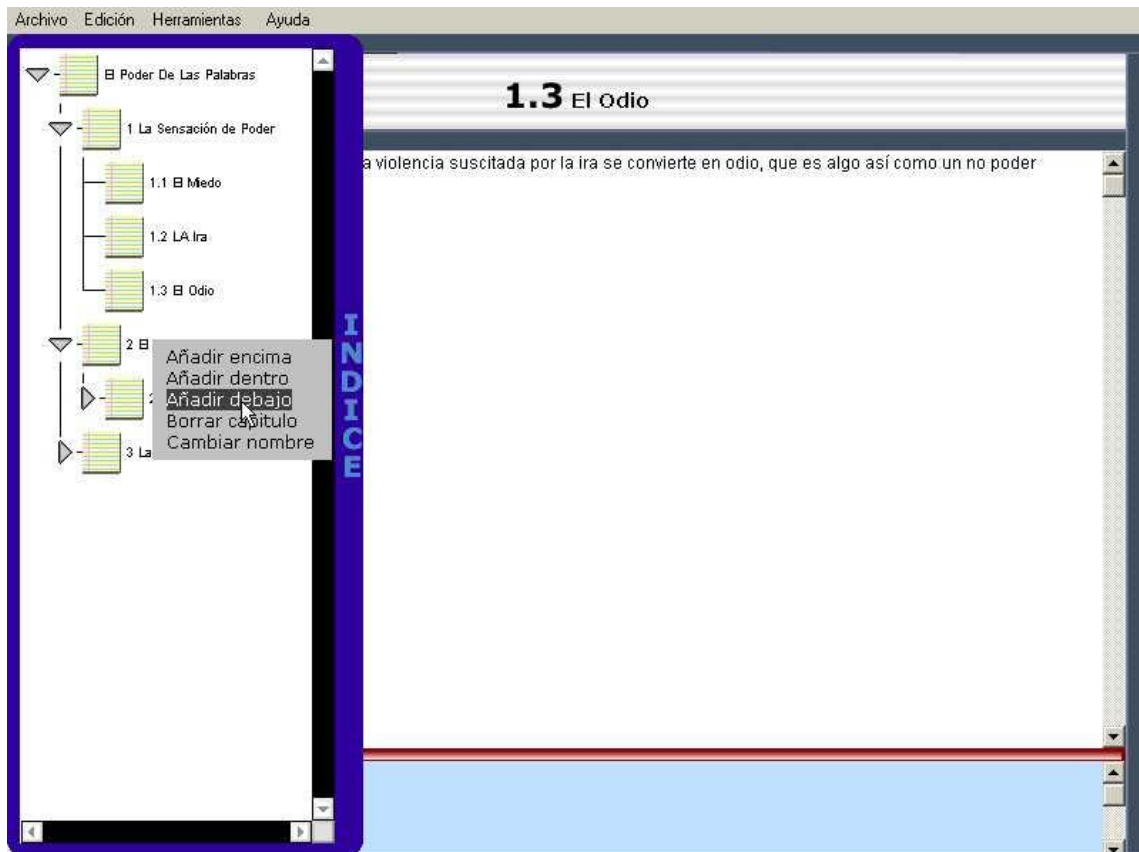 Archivo Edición Herramientas Ayuda
El Poder De Las Palabras
1 La Sensación de Poder
1.1 El Miedo
1.2 LA Ira
1.3 El Odio
2 El
2
3 La
Añadir encima
Añadir dentro
Añadir debajo
Borrar capitulo
Cambiar nombre
INDICE
1.3 El Odio
a violencia suscitada por la ira se convierte en odio, que es algo así como un no poder